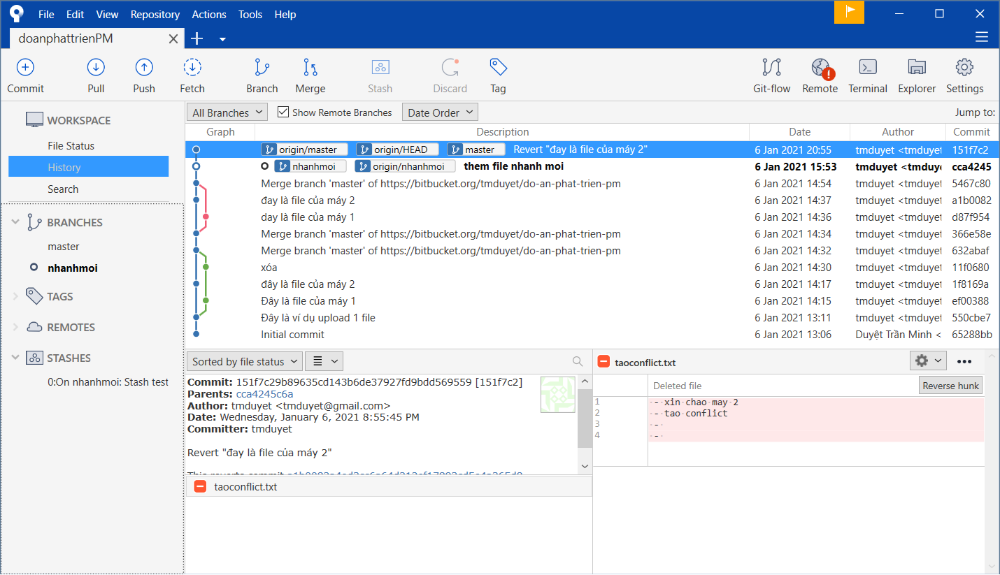 File Edit View Repository Actions Tools Help
doanphattrienPM
Commit Pull Push Fetch Branch Merge Stash Discard Tag Git-flow Remote Terminal Explorer Settings
WORKSPACE
File Status
History
Search
BRANCHES
master
nhanhmoi
TAGS
REMOTES
STASHES
0:On nhanhmoi: Stash test
All Branches Show Remote Branches Date Order Jump to:
Graph Description Date Author Commit
origin/master origin/HEAD master Revert "đay là file của máy 2" 6 Jan 2021 20:55 tmduyet <tmduyet 151f7c2
nhanhmoi origin/nhanhmoi them file nhanh moi 6 Jan 2021 15:53 tmduyet <tmduy cca4245
Merge branch 'master' of https://bitbucket.org/tmduyet/do-an-phat-trien-pm 6 Jan 2021 14:54 tmduyet <tmduyet 5467c80
đay là file của máy 2 6 Jan 2021 14:37 tmduyet <tmduyet a1b0082
day là file của máy 1 6 Jan 2021 14:36 tmduyet <tmduyet d87f954
Merge branch 'master' of https://bitbucket.org/tmduyet/do-an-phat-trien-pm 6 Jan 2021 14:34 tmduyet <tmduyet 366e58e
Merge branch 'master' of https://bitbucket.org/tmduyet/do-an-phat-trien-pm 6 Jan 2021 14:32 tmduyet <tmduyet 632abaf
xóa 6 Jan 2021 14:30 tmduyet <tmduyet 11f0680
đây là file của máy 2 6 Jan 2021 14:17 tmduyet <tmduyet 1f8169a
Đây là file của máy 1 6 Jan 2021 14:15 tmduyet <tmduyet ef00388
Đây là ví dụ upload 1 file 6 Jan 2021 13:11 tmduyet <tmduyet 550cbe7
Initial commit 6 Jan 2021 13:06 Duyệt Trần Minh < 65288bb
Sorted by file status
Commit: 151f7c29b89635cd143b6de37927fd9bdd569559 [151f7c2]
Parents: cca4245c6a
Author: tmduyet <tmduyet@gmail.com>
Date: Wednesday, January 6, 2021 8:55:45 PM
Committer: tmduyet
Revert "đay là file của máy 2"
This reverts commit
taoconflict.txt
taoconflict.txt
Deleted file Reverse hunk
1 - xin chao may 2
2 - tao conflict
3 -
4 -